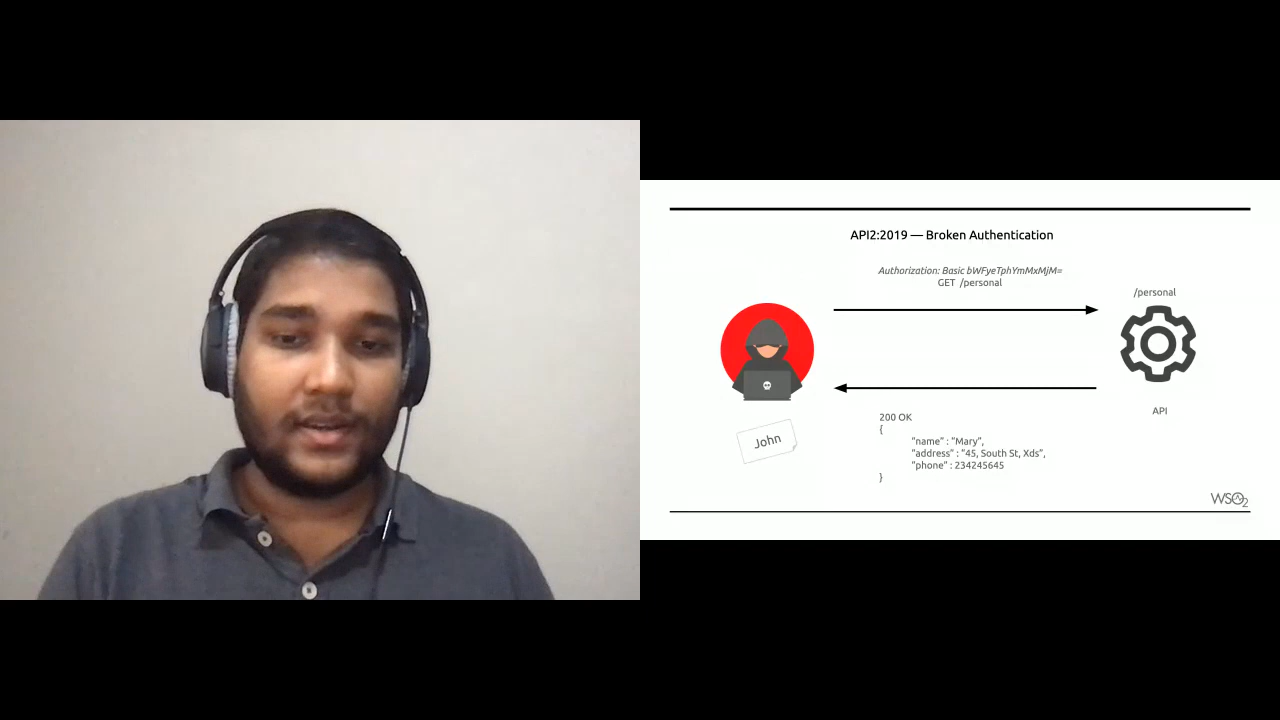 API2:2019 — Broken Authentication
Authorization: Basic bWFyeTphYmMxMjM=
GET /personal
/personal
API
John
200 OK
{
"name" : "Mary",
"address" : "45, South St, Xds",
"phone" : 234245645
}
WSO2